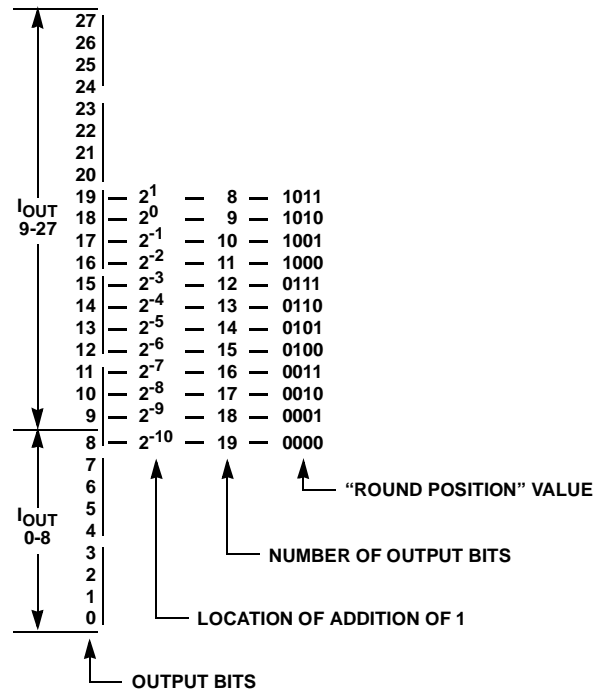 27
26
25
24
23
22
21
20
19 — 2^1 — 8 — 1011
I_OUT 18 — 2^0 — 9 — 1010
9-27 17 — 2^-1 — 10 — 1001
16 — 2^-2 — 11 — 1000
15 — 2^-3 — 12 — 0111
14 — 2^-4 — 13 — 0110
13 — 2^-5 — 14 — 0101
12 — 2^-6 — 15 — 0100
11 — 2^-7 — 16 — 0011
10 — 2^-8 — 17 — 0010
9 — 2^-9 — 18 — 0001
8 — 2^-10 — 19 — 0000
7
6
I_OUT 5
0-8 4
3
2
1
0
"ROUND POSITION" VALUE
NUMBER OF OUTPUT BITS
LOCATION OF ADDITION OF 1
OUTPUT BITS